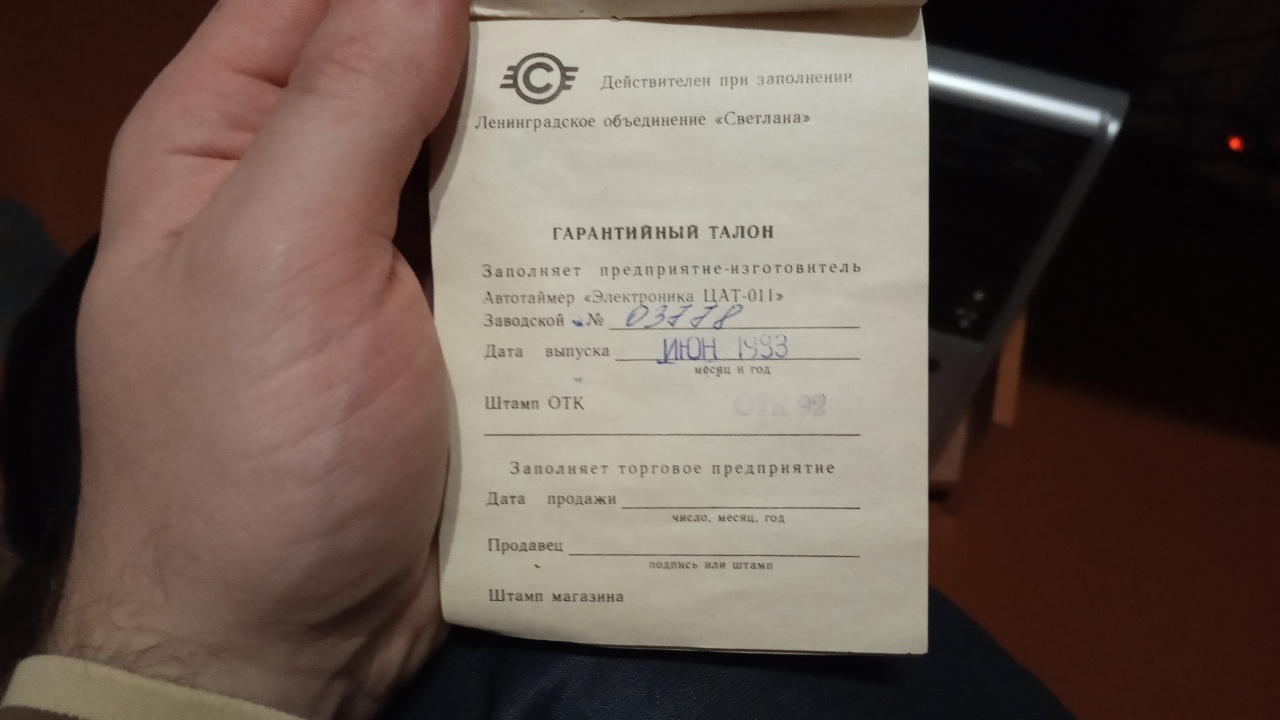 С
Действителен при заполнении
Ленинградское объединение «Светлана»
ГАРАНТИЙНЫЙ ТАЛОН
Заполняет предприятие-изготовитель
Автотаймер «Электроника ЦАТ-011»
Заводской № 03778
Дата выпуска ИЮН 1993
месяц и год
Штамп ОТК ОТК 92
Заполняет торговое предприятие
Дата продажи
число, месяц, год
Продавец
подпись или штамп
Штамп магазина